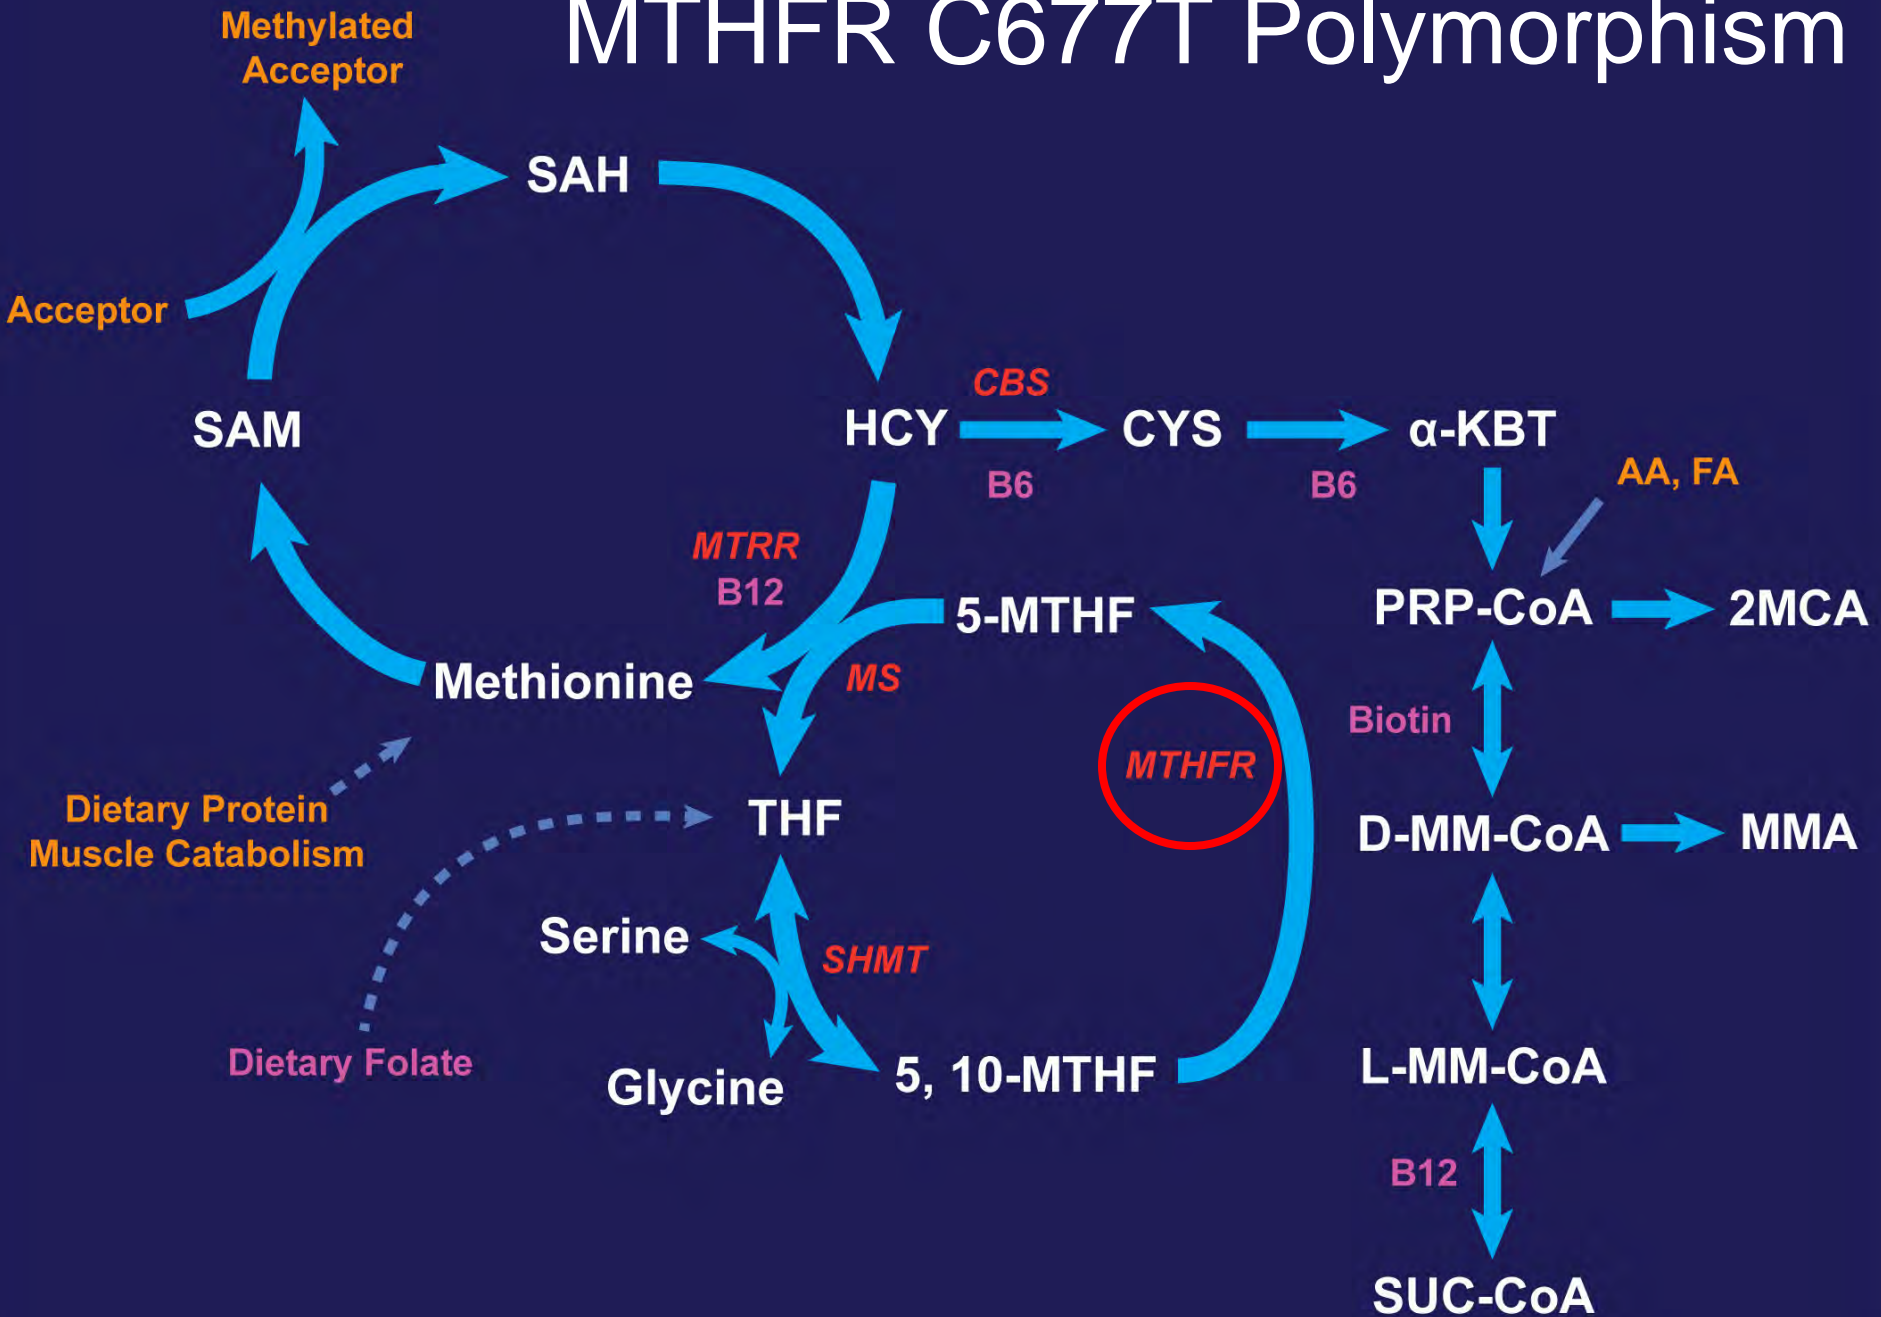 MTHFR C677T Polymorphism
Methylated
Acceptor
SAH
Acceptor
SAM
HCY
CBS
B6
CYS
B6
α-KBT
AA, FA
MTRR
B12
5-MTHF
PRP-CoA
2MCA
Methionine
MS
MTHFR
Biotin
Dietary Protein
Muscle Catabolism
THF
D-MM-CoA
MMA
Serine
SHMT
Dietary Folate
Glycine
5, 10-MTHF
L-MM-CoA
B12
SUC-CoA